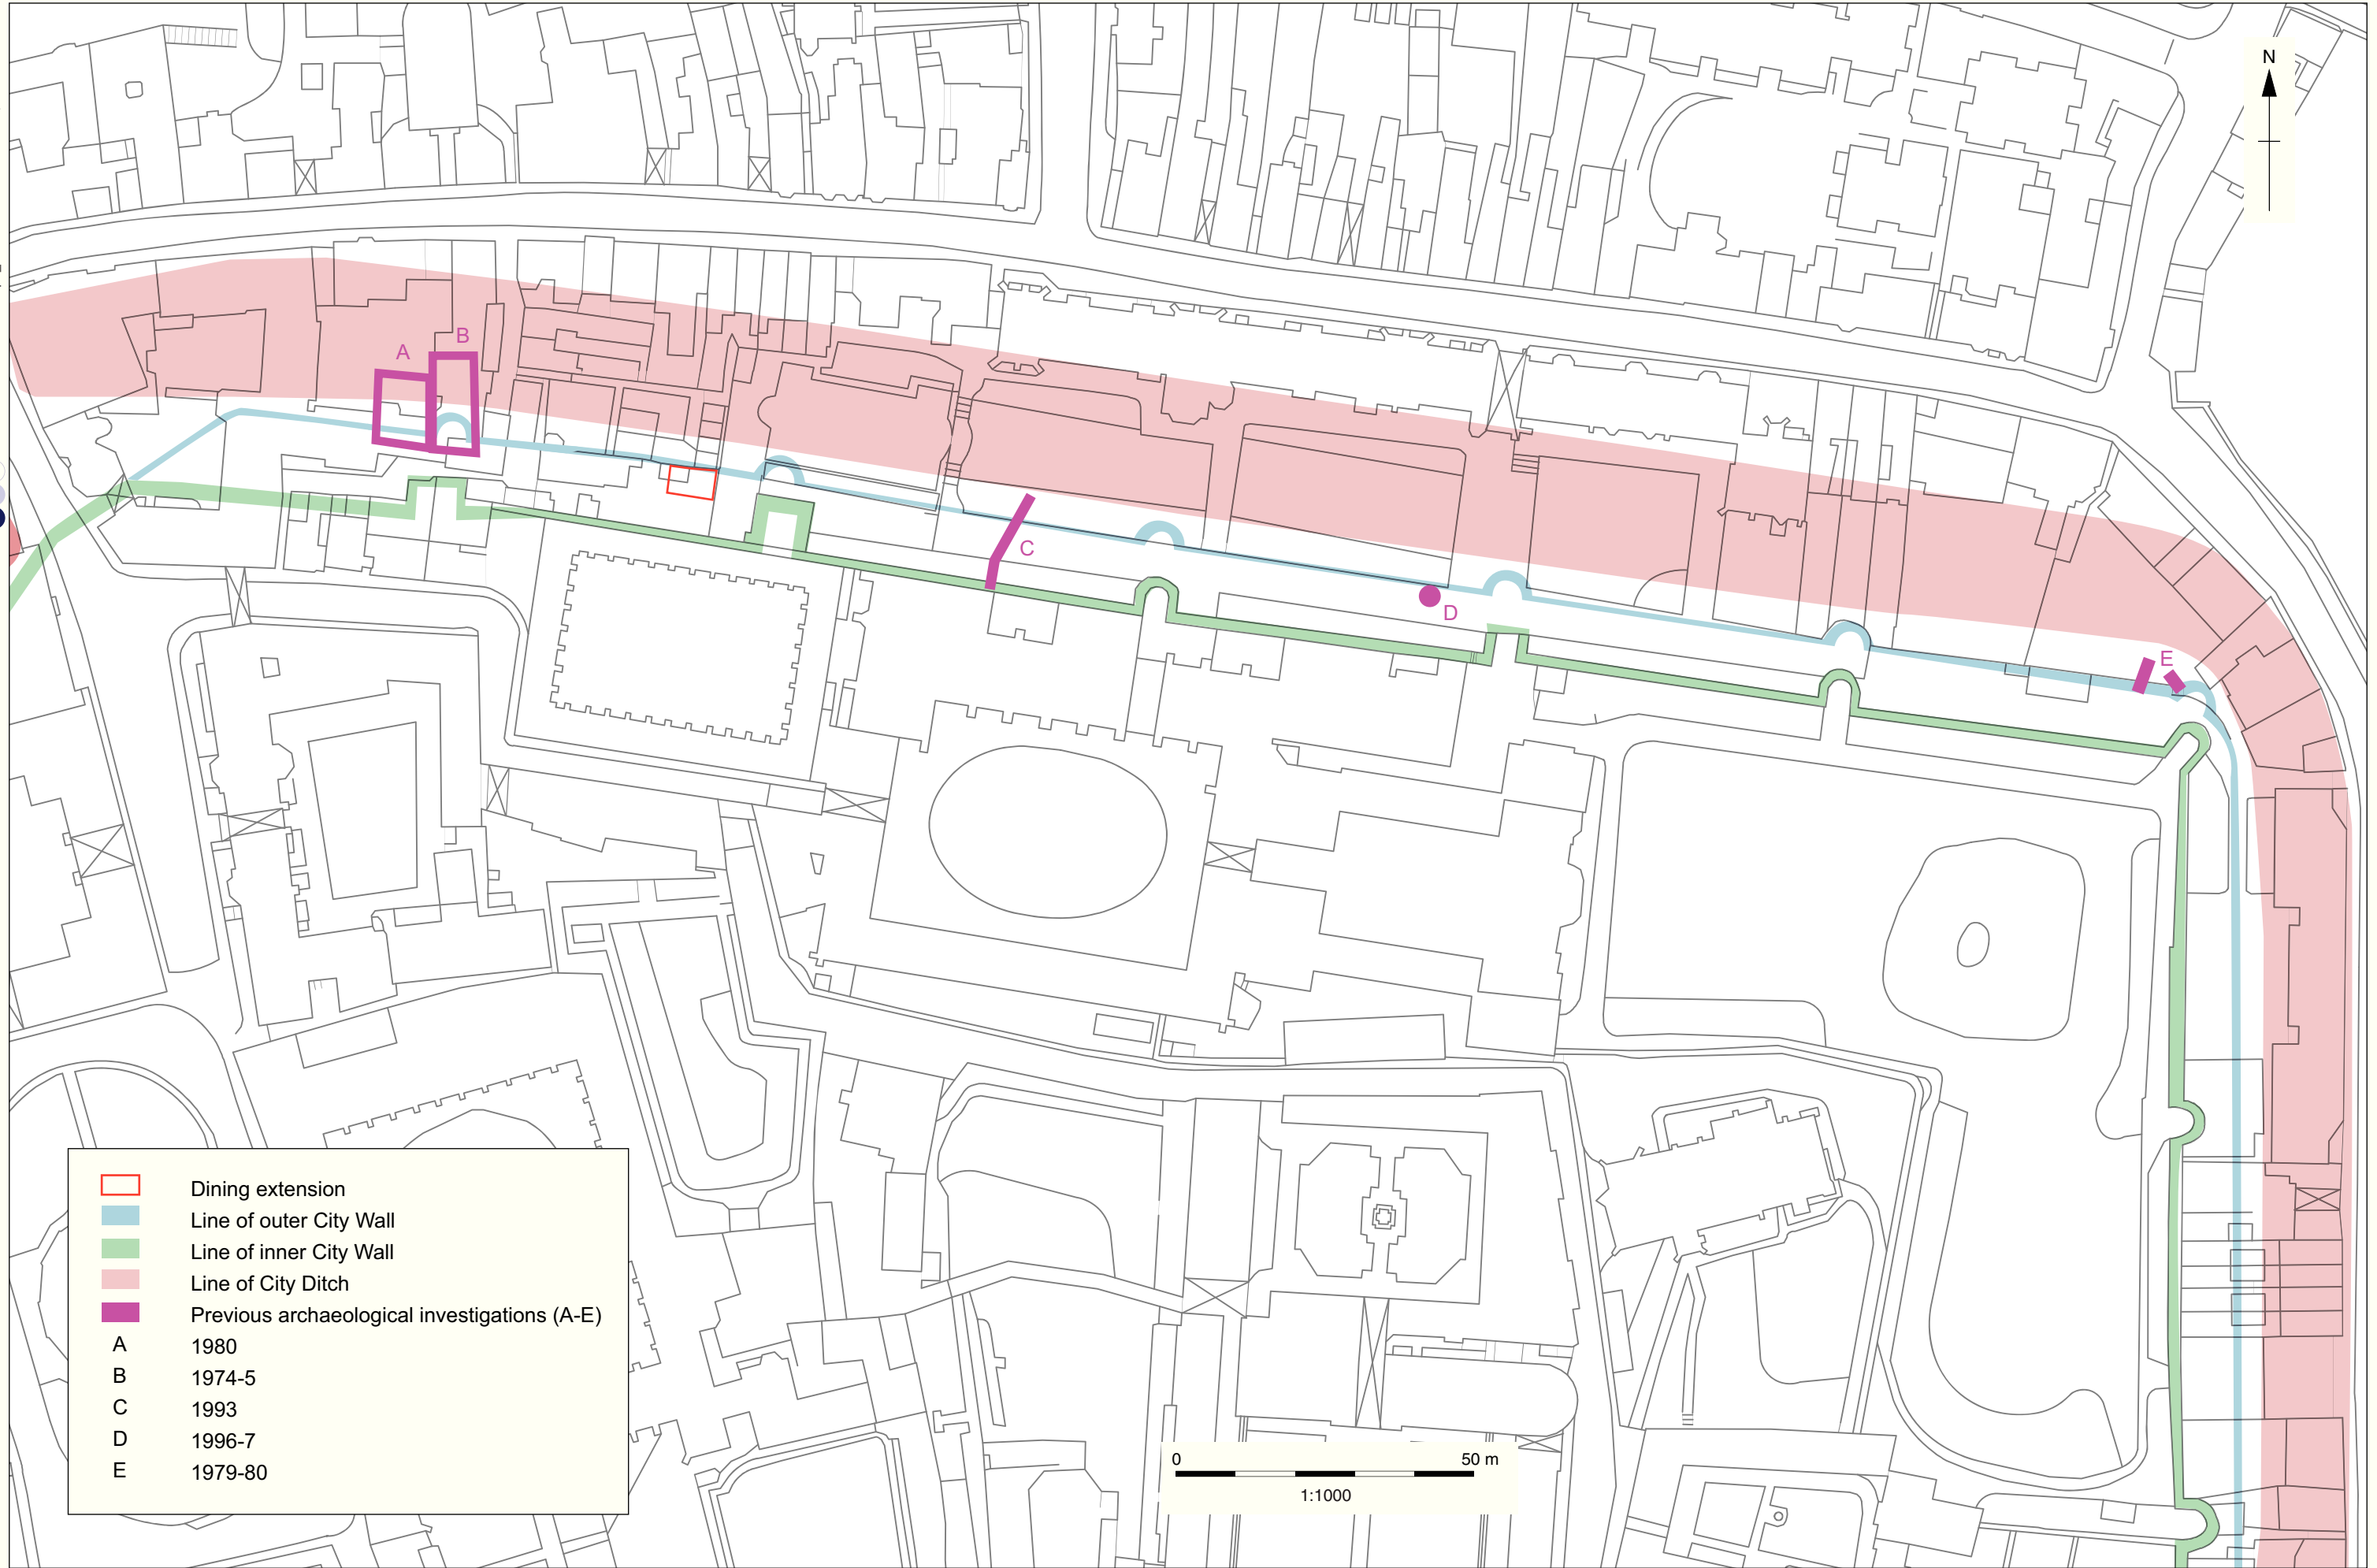 N
A
B
C
D
E
Dining extension
Line of outer City Wall
Line of inner City Wall
Line of City Ditch
Previous archaeological investigations (A-E)
A 1980
B 1974-5
C 1993
D 1996-7
E 1979-80
0 50 m
1:1000